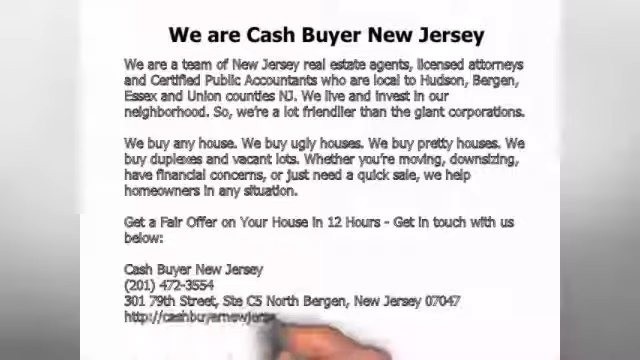 We are Cash Buyer New Jersey
We are a team of New Jersey real estate agents, licensed attorneys
and Certified Public Accountants who are local to Hudson, Bergen,
Essex and Union counties NJ. We live and invest in our
neighborhood. So, we're a lot friendlier than the giant corporations.
We buy any house. We buy ugly houses. We buy pretty houses. We
buy duplexes and vacant lots. Whether you're moving, downsizing,
have financial concerns, or just need a quick sale, we help
homeowners in any situation.
Get a Fair Offer on Your House in 12 Hours - Get in touch with us
below:
Cash Buyer New Jersey
(201) 472-3554
301 79th Street, Ste C5 North Bergen, New Jersey 07047